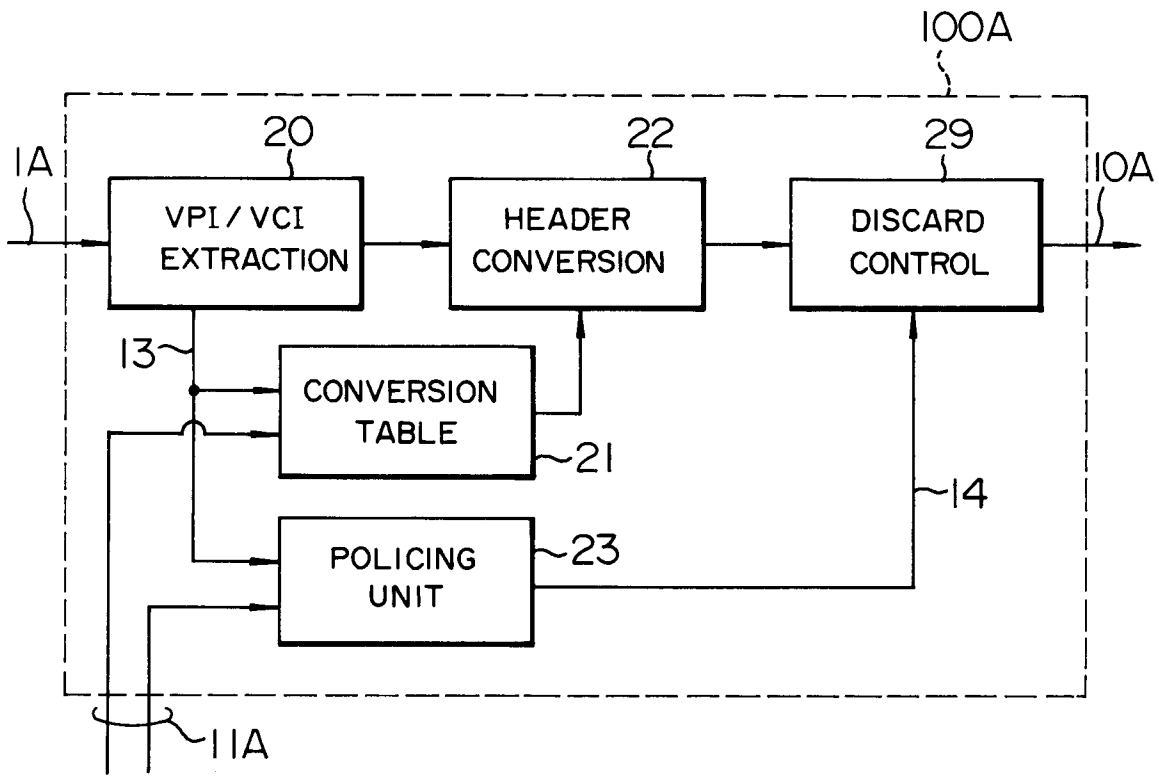 100A
20
22
29
1A
10A
VPI/VCI
EXTRACTION
HEADER
CONVERSION
DISCARD
CONTROL
13
CONVERSION
TABLE
21
14
POLICING
UNIT
23
11A